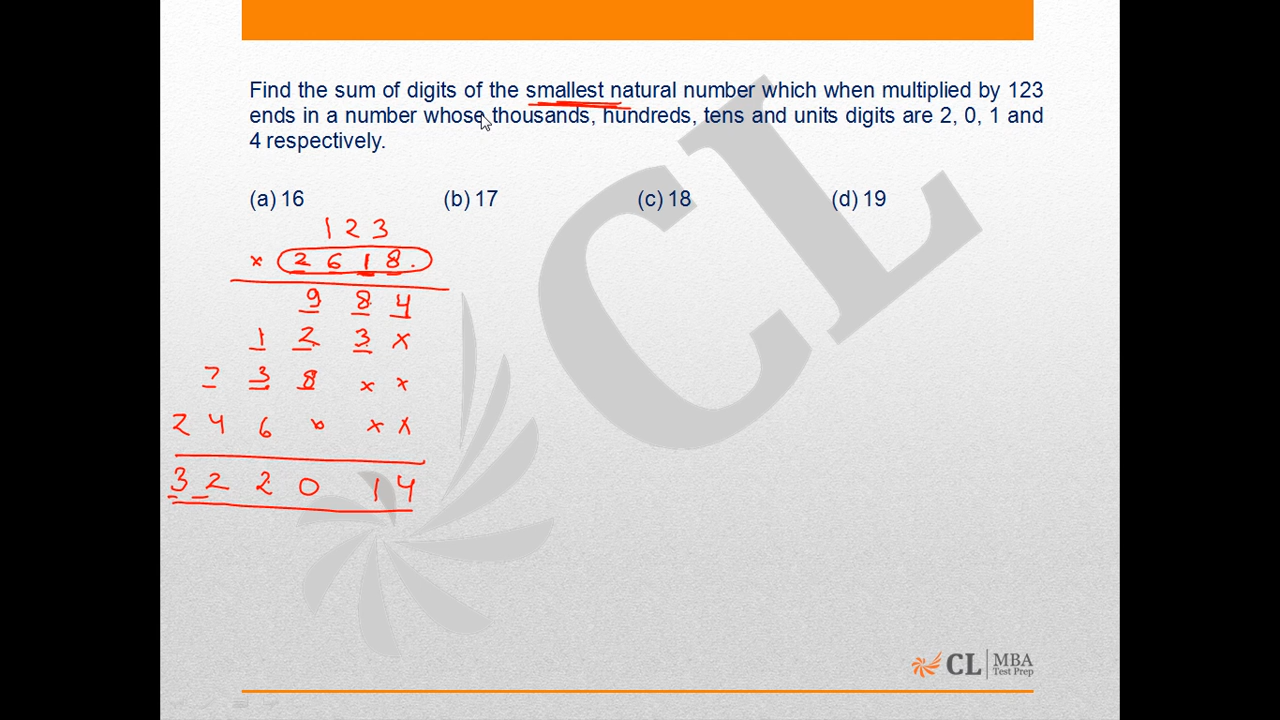 Find the sum of digits of the smallest natural number which when multiplied by 123
ends in a number whose thousands, hundreds, tens and units digits are 2, 0, 1 and
4 respectively.
(a) 16 (b) 17 (c) 18 (d) 19
1 2 3
× 2 6 1 8 .
9 8 4
1 2 3 ×
7 3 8 × ×
2 4 6 × × ×
3 2 2 0 1 4
CL
CL MBA
Test Prep